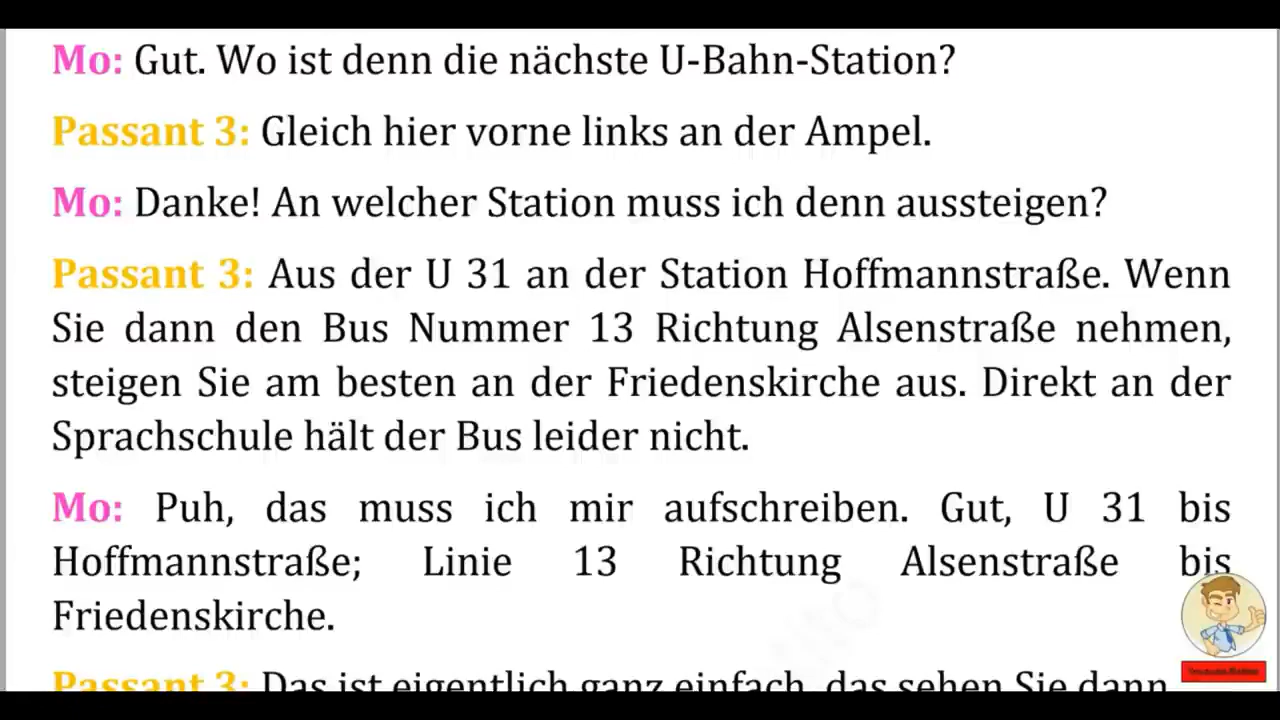 Mo: Gut. Wo ist denn die nächste U-Bahn-Station?
Passant 3: Gleich hier vorne links an der Ampel.
Mo: Danke! An welcher Station muss ich denn aussteigen?
Passant 3: Aus der U 31 an der Station Hoffmannstraße. Wenn
Sie dann den Bus Nummer 13 Richtung Alsenstraße nehmen,
steigen Sie am besten an der Friedenskirche aus. Direkt an der
Sprachschule hält der Bus leider nicht.
Mo: Puh, das muss ich mir aufschreiben. Gut, U 31 bis
Hoffmannstraße; Linie 13 Richtung Alsenstraße bis
Friedenskirche.
Passant 3: Das ist eigentlich ganz einfach, das sehen Sie dann